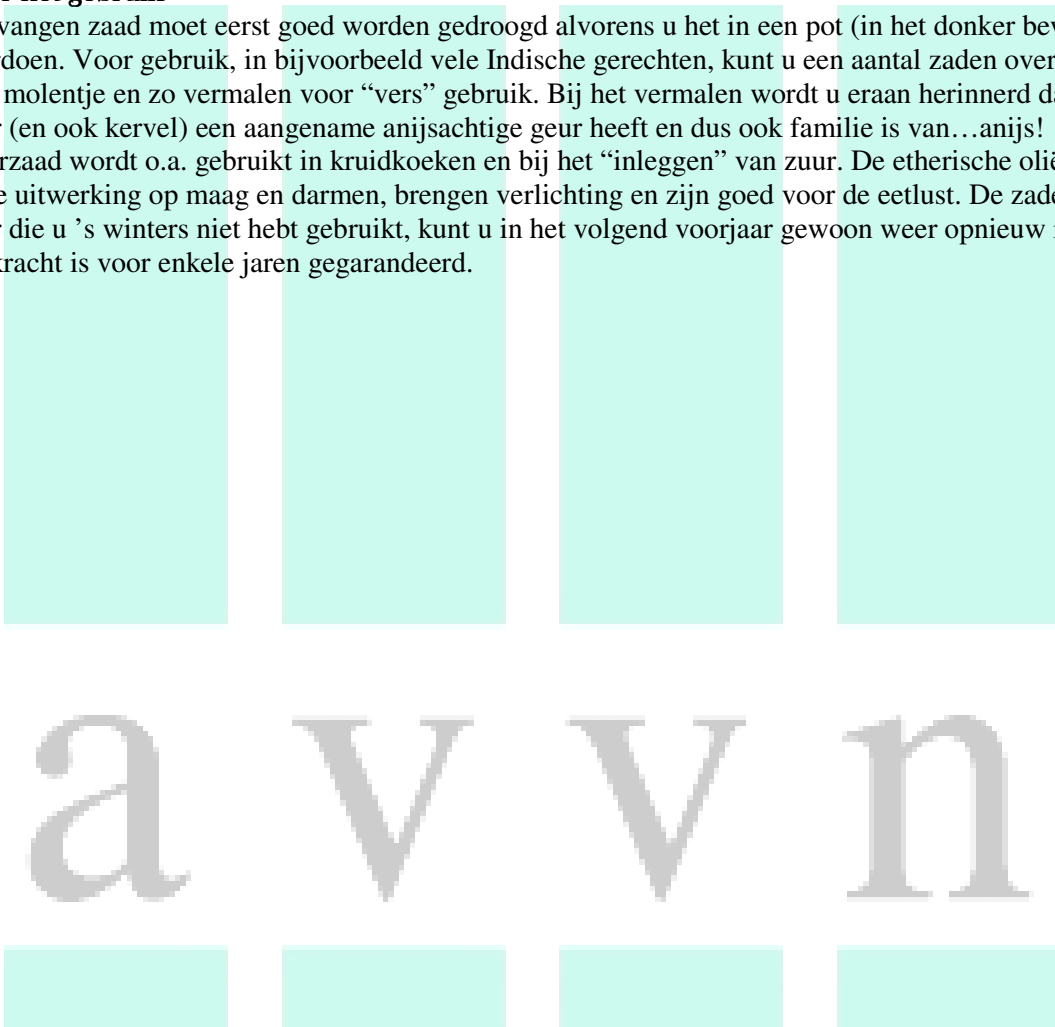 vangen zaad moet eerst goed worden gedroogd alvorens u het in een pot (in het donker bew
doen. Voor gebruik, in bijvoorbeeld vele Indische gerechten, kunt u een aantal zaden over
molentje en zo vermalen voor “vers” gebruik. Bij het vermalen wordt u eraan herinnerd da
(en ook kervel) een aangename anijsachtige geur heeft en dus ook familie is van…anijs!
rzaad wordt o.a. gebruikt in kruidkoeken en bij het “inleggen” van zuur. De etherische olië
e uitwerking op maag en darmen, brengen verlichting en zijn goed voor de eetlust. De zade
die u ’s winters niet hebt gebruikt, kunt u in het volgend voorjaar gewoon weer opnieuw
kracht is voor enkele jaren gegarandeerd.
a v v n